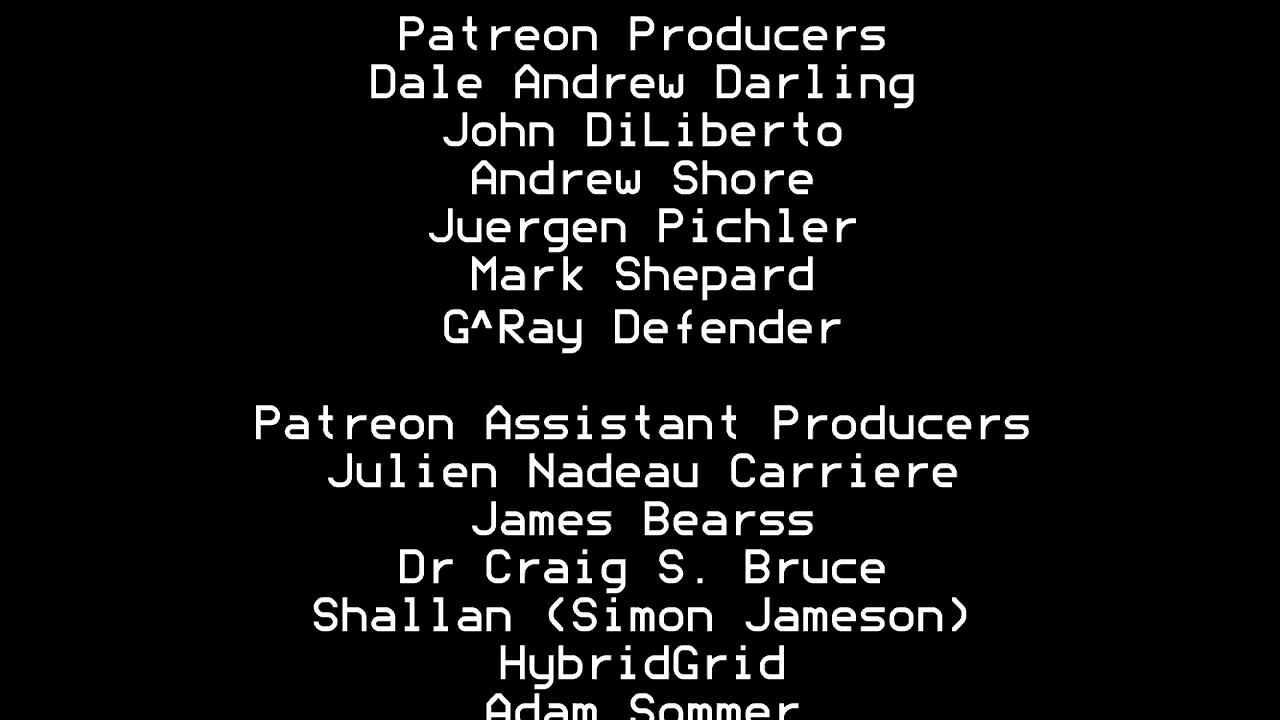 Patreon Producers
Dale Andrew Darling
John DiLiberto
Andrew Shore
Juergen Pichler
Mark Shepard
G^Ray Defender
Patreon Assistant Producers
Julien Nadeau Carriere
James Bearss
Dr Craig S. Bruce
Shallan (Simon Jameson)
HybridGrid
Adam Sommer